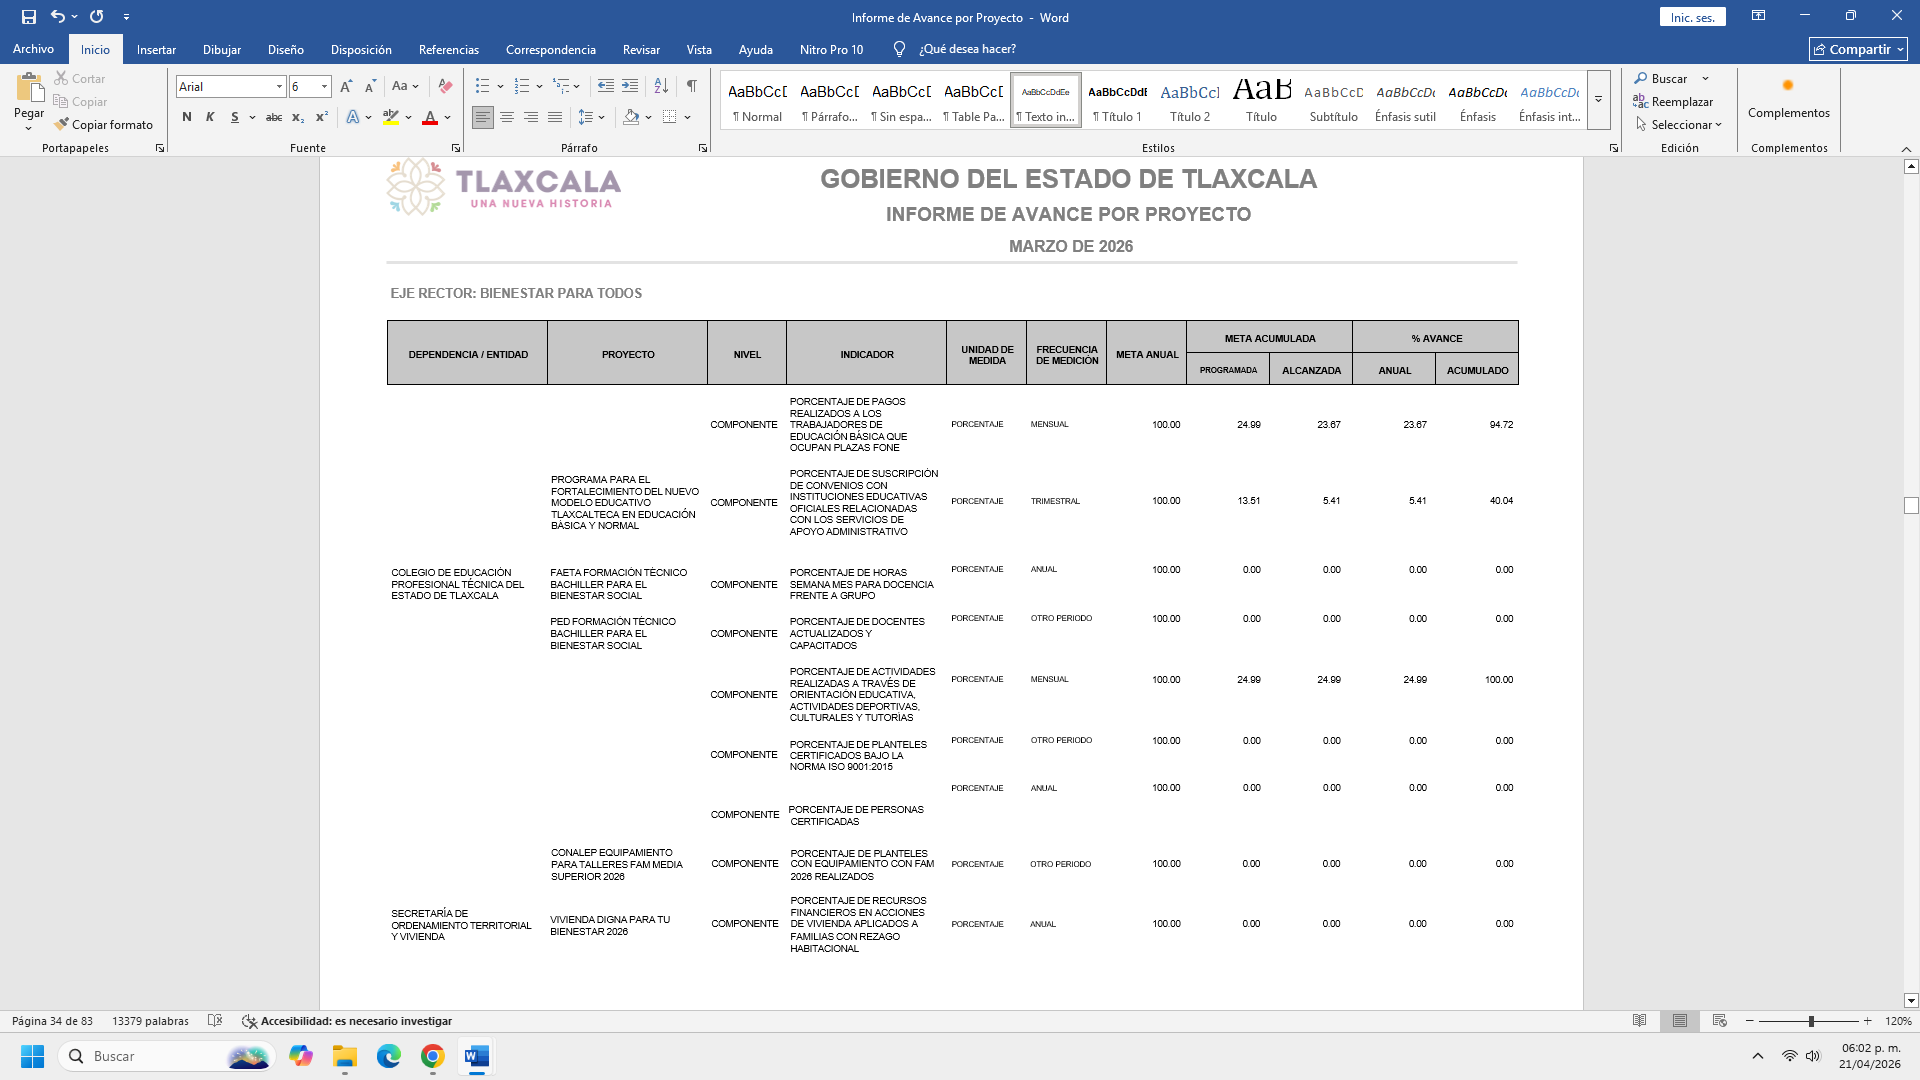 Informe de Avance por Proyecto - Word
Inic. ses.
Archivo Inicio Insertar Dibujar Diseño Disposición Referencias Correspondencia Revisar Vista Ayuda Nitro Pro 10 ¿Qué desea hacer? Compartir
Pegar
Cortar
Copiar
Copiar formato
Portapapeles
Arial 6
Fuente
Párrafo
AaBbCcDc ¶ Normal
¶ Párrafo...
¶ Sin espa...
¶ Table Pa...
AaBbCcDdEe ¶ Texto in...
¶ Título 1
Título 2
Título
Subtítulo
Énfasis sutil
Énfasis
Énfasis int...
Estilos
Buscar
Reemplazar
Seleccionar
Edición
Complementos
Complementos
TLAXCALA
UNA NUEVA HISTORIA
GOBIERNO DEL ESTADO DE TLAXCALA
INFORME DE AVANCE POR PROYECTO
MARZO DE 2026
EJE RECTOR: BIENESTAR PARA TODOS
DEPENDENCIA / ENTIDAD PROYECTO NIVEL INDICADOR UNIDAD DE MEDIDA FRECUENCIA DE MEDICIÓN META ANUAL META ACUMULADA % AVANCE
PROGRAMADA ALCANZADA ANUAL ACUMULADO
COMPONENTE PORCENTAJE DE PAGOS REALIZADOS A LOS TRABAJADORES DE EDUCACIÓN BÁSICA QUE OCUPAN PLAZAS FONE PORCENTAJE MENSUAL 100.00 24.99 23.67 23.67 94.72
PROGRAMA PARA EL FORTALECIMIENTO DEL NUEVO MODELO EDUCATIVO TLAXCALTECA EN EDUCACIÓN BÁSICA Y NORMAL COMPONENTE PORCENTAJE DE SUSCRIPCIÓN DE CONVENIOS CON INSTITUCIONES EDUCATIVAS OFICIALES RELACIONADAS CON LOS SERVICIOS DE APOYO ADMINISTRATIVO PORCENTAJE TRIMESTRAL 100.00 13.51 5.41 5.41 40.04
COLEGIO DE EDUCACIÓN PROFESIONAL TÉCNICA DEL ESTADO DE TLAXCALA FAETA FORMACIÓN TÉCNICO BACHILLER PARA EL BIENESTAR SOCIAL COMPONENTE PORCENTAJE DE HORAS SEMANA MES PARA DOCENCIA FRENTE A GRUPO PORCENTAJE ANUAL 100.00 0.00 0.00 0.00 0.00
PED FORMACIÓN TÉCNICO BACHILLER PARA EL BIENESTAR SOCIAL COMPONENTE PORCENTAJE DE DOCENTES ACTUALIZADOS Y CAPACITADOS PORCENTAJE OTRO PERIODO 100.00 0.00 0.00 0.00 0.00
COMPONENTE PORCENTAJE DE ACTIVIDADES REALIZADAS A TRAVÉS DE ORIENTACIÓN EDUCATIVA, ACTIVIDADES DEPORTIVAS, CULTURALES Y TUTORÍAS PORCENTAJE MENSUAL 100.00 24.99 24.99 24.99 100.00
COMPONENTE PORCENTAJE DE PLANTELES CERTIFICADOS BAJO LA NORMA ISO 9001:2015 PORCENTAJE OTRO PERIODO 100.00 0.00 0.00 0.00 0.00
COMPONENTE PORCENTAJE DE PERSONAS CERTIFICADAS PORCENTAJE ANUAL 100.00 0.00 0.00 0.00 0.00
CONALEP EQUIPAMIENTO PARA TALLERES FAM MEDIA SUPERIOR 2026 COMPONENTE PORCENTAJE DE PLANTELES CON EQUIPAMIENTO CON FAM 2026 REALIZADOS PORCENTAJE OTRO PERIODO 100.00 0.00 0.00 0.00 0.00
SECRETARÍA DE ORDENAMIENTO TERRITORIAL Y VIVIENDA VIVIENDA DIGNA PARA TU BIENESTAR 2026 COMPONENTE PORCENTAJE DE RECURSOS FINANCIEROS EN ACCIONES DE VIVIENDA APLICADOS A FAMILIAS CON REZAGO HABITACIONAL PORCENTAJE ANUAL 100.00 0.00 0.00 0.00 0.00
Página 34 de 83 13379 palabras Accesibilidad: es necesario investigar 120%
Buscar
06:02 p. m.
21/04/2026